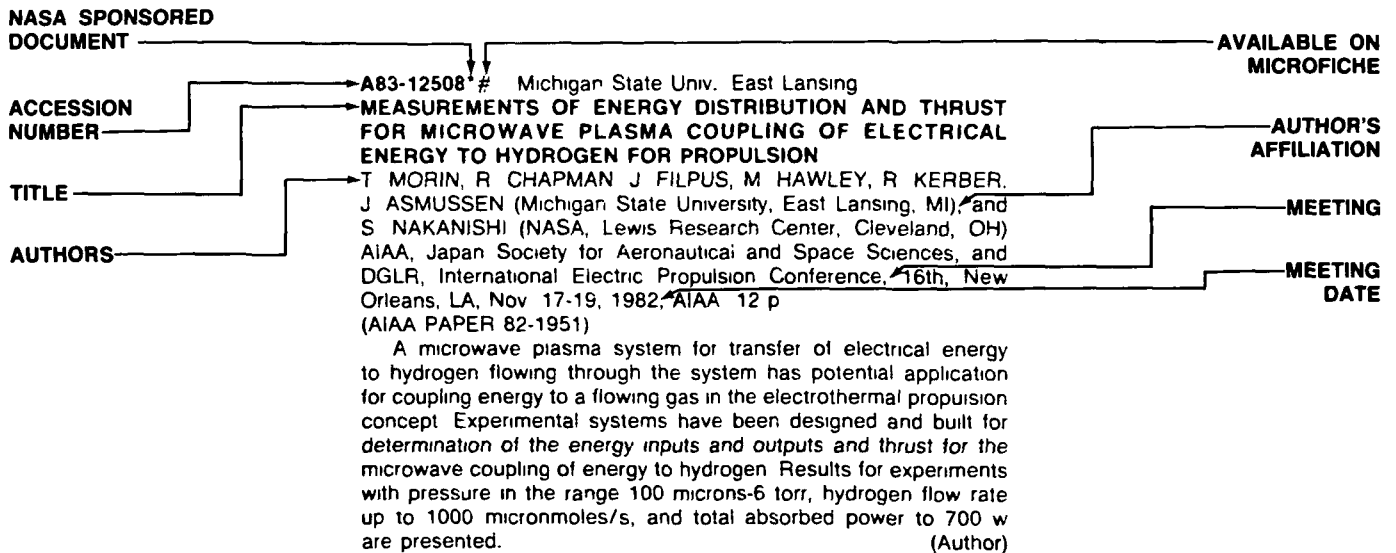 NASA SPONSORED
DOCUMENT
AVAILABLE ON
MICROFICHE
A83-12508*# Michigan State Univ. East Lansing
ACCESSION
NUMBER
MEASUREMENTS OF ENERGY DISTRIBUTION AND THRUST
FOR MICROWAVE PLASMA COUPLING OF ELECTRICAL
ENERGY TO HYDROGEN FOR PROPULSION
AUTHOR'S
AFFILIATION
TITLE
T MORIN, R CHAPMAN J FILPUS, M HAWLEY, R KERBER.
J ASMUSSEN (Michigan State University, East Lansing, MI), and
S NAKANISHI (NASA, Lewis Research Center, Cleveland, OH)
MEETING
AUTHORS
AIAA, Japan Society for Aeronautical and Space Sciences, and
DGLR, International Electric Propulsion Conference, 16th, New
Orleans, LA, Nov 17-19, 1982, AIAA 12 p
MEETING
DATE
(AIAA PAPER 82-1951)
A microwave plasma system for transfer of electrical energy
to hydrogen flowing through the system has potential application
for coupling energy to a flowing gas in the electrothermal propulsion
concept Experimental systems have been designed and built for
determination of the energy inputs and outputs and thrust for the
microwave coupling of energy to hydrogen Results for experiments
with pressure in the range 100 microns-6 torr, hydrogen flow rate
up to 1000 micronmoles/s, and total absorbed power to 700 w
are presented. (Author)